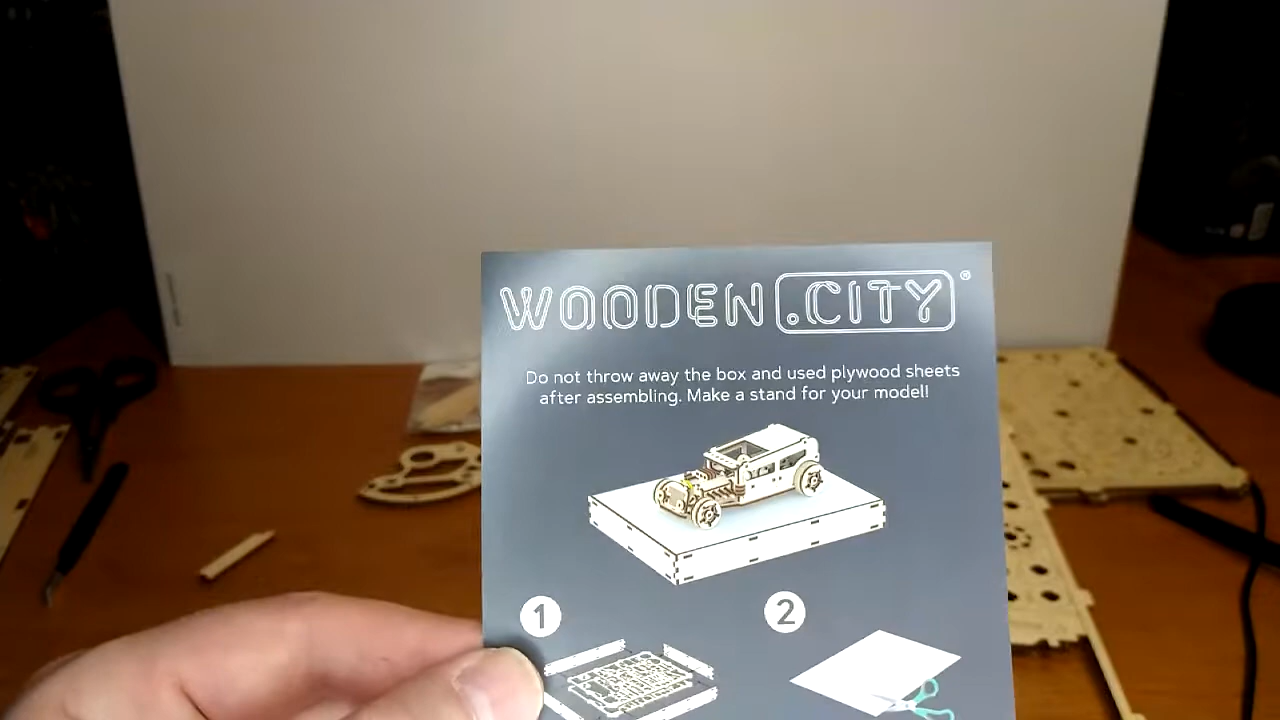 WOODEN.CITY®
Do not throw away the box and used plywood sheets
after assembling. Make a stand for your model!
1
2